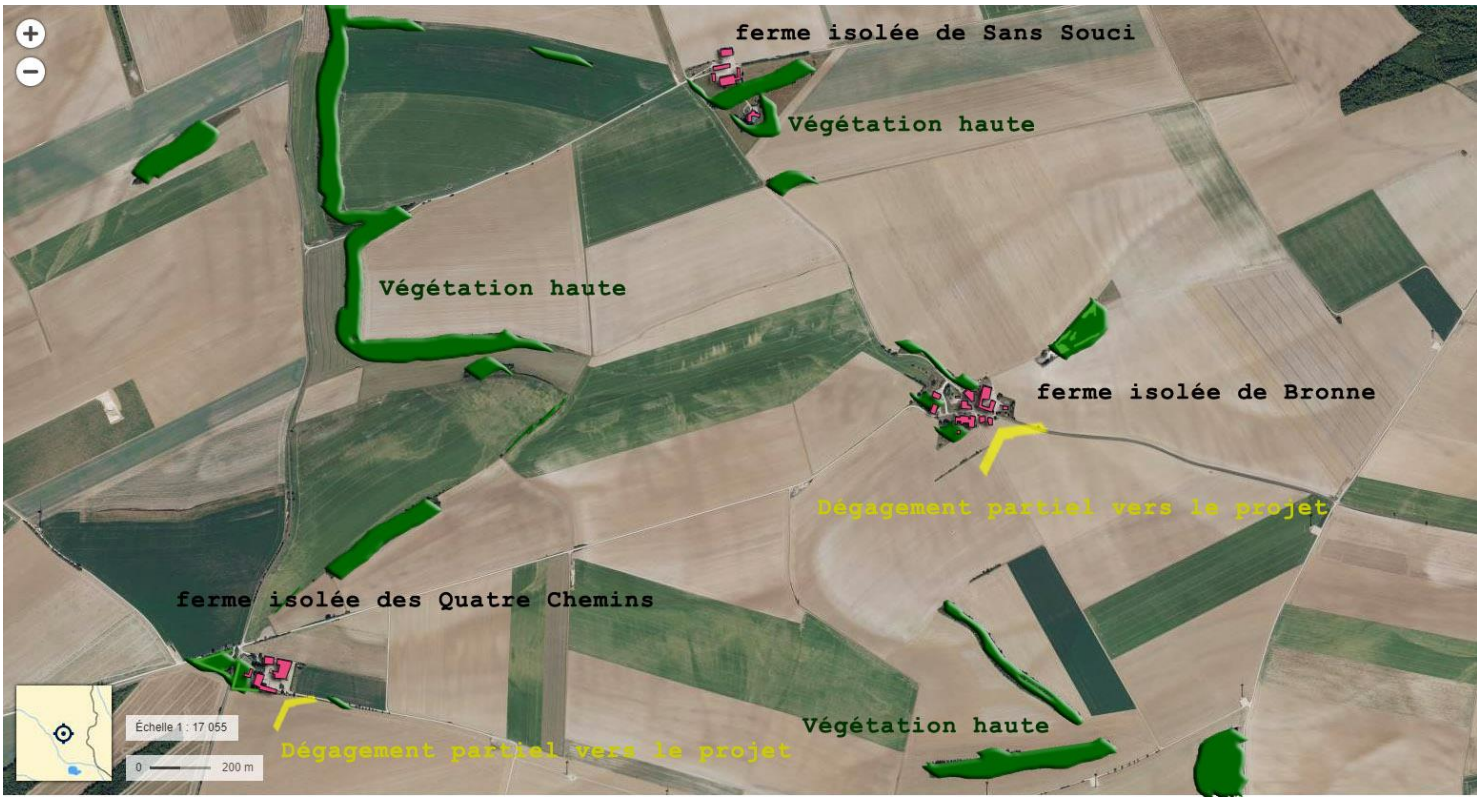 +
ferme isolée de Sans Souci
−
Végétation haute
Végétation haute
ferme isolée de Bronne
Dégagement partiel vers le projet
ferme isolée des Quatre Chemins
Végétation haute
Échelle 1 : 17 055
Dégagement partiel vers le projet
0 200 m